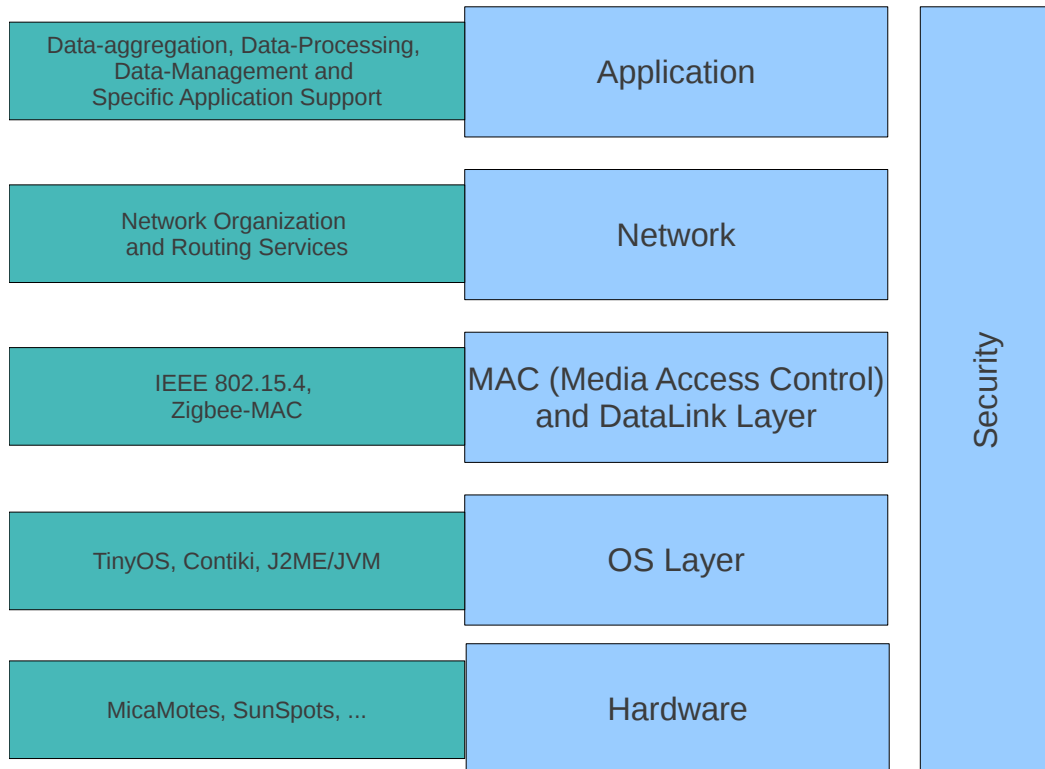 Data-aggregation, Data-Processing,
Data-Management and
Specific Application Support
Application
Network Organization
and Routing Services
Network
IEEE 802.15.4,
Zigbee-MAC
MAC (Media Access Control)
and DataLink Layer
TinyOS, Contiki, J2ME/JVM
OS Layer
MicaMotes, SunSpots, ...
Hardware
Security